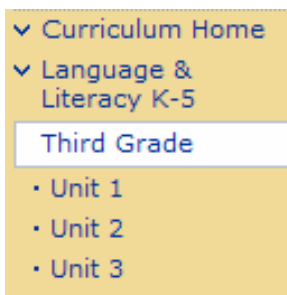 Curriculum Home
Language &
Literacy K-5
Third Grade
· Unit 1
· Unit 2
· Unit 3